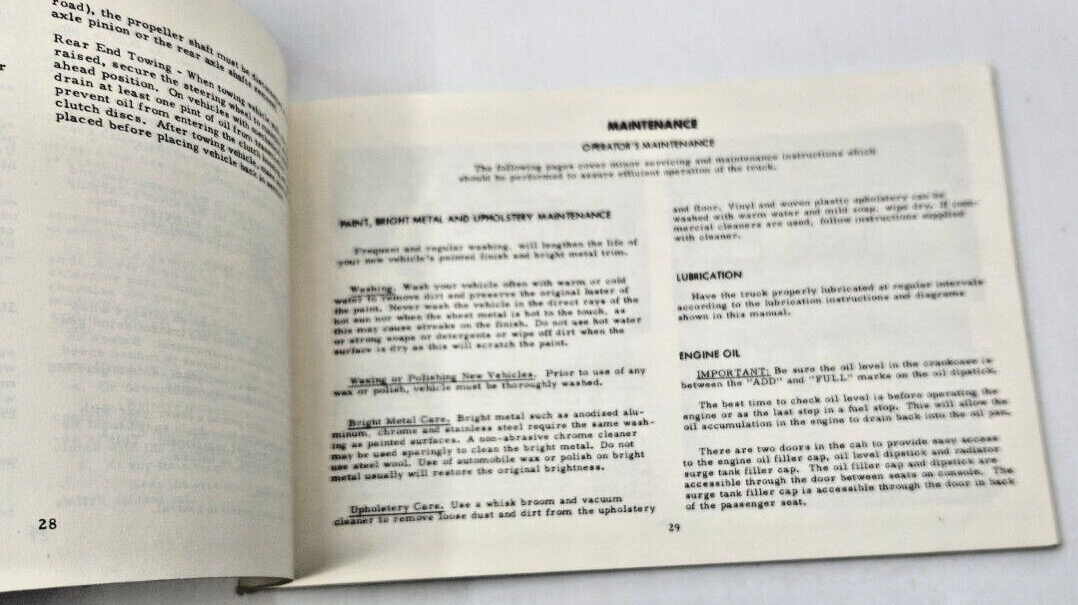 road), the propeller shaft must be
axle pinion or the rear axle shafts
Rear End Towing - When towing vehicle
raised, secure the steering wheel to
ahead position. On vehicles with
drain at least one pint of oil from
prevent oil from entering the clutch
clutch discs. After towing vehicle,
placed before placing vehicle back in
28
MAINTENANCE
OPERATOR'S MAINTENANCE
The following pages cover minor servicing and maintenance instructions which
should be performed to assure efficient operation of the truck.
PAINT, BRIGHT METAL AND UPHOLSTERY MAINTENANCE
Frequent and regular washing, will lengthen the life of
your new vehicle's painted finish and bright metal trim.
Washing. Wash your vehicle often with warm or cold
water to remove dirt and preserve the original luster of
the paint. Never wash the vehicle in the direct rays of the
hot sun nor when the sheet metal is hot to the touch, as
this may cause streaks on the finish. Do not use hot water
or strong soaps or detergents or wipe off dirt when the
surface is dry as this will scratch the paint.
Waxing or Polishing New Vehicles. Prior to use of any
wax or polish, vehicle must be thoroughly washed.
Bright Metal Care. Bright metal such as anodized alu-
minum, chrome and stainless steel require the same wash-
ing as painted surfaces. A non-abrasive chrome cleaner
may be used sparingly to clean the bright metal. Do not
use steel wool. Use of automobile wax or polish on bright
metal usually will restore the original brightness.
Upholstery Care. Use a whisk broom and vacuum
cleaner to remove loose dust and dirt from the upholstery
and floor. Vinyl and woven plastic upholstery can be
washed with warm water and mild soap, wipe dry. If com-
mercial cleaners are used, follow instructions supplied
with cleaner.
LUBRICATION
Have the truck properly lubricated at regular intervals
according to the lubrication instructions and diagrams
shown in this manual.
ENGINE OIL
IMPORTANT: Be sure the oil level in the crankcase is
between the "ADD" and "FULL" marks on the oil dipstick.
The best time to check oil level is before operating the
engine or as the last step in a fuel stop. This will allow the
oil accumulation in the engine to drain back into the oil pan.
There are two doors in the cab to provide easy access
to the engine oil filler cap, oil level dipstick and radiator
surge tank filler cap. The oil filler cap and dipstick are
accessible through the door between seats on console. The
surge tank filler cap is accessible through the door in back
of the passenger seat.
29